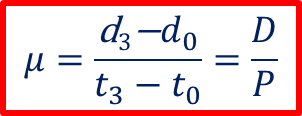 μ = (d₃−d₀)/(t₃ − t₀) = D/P